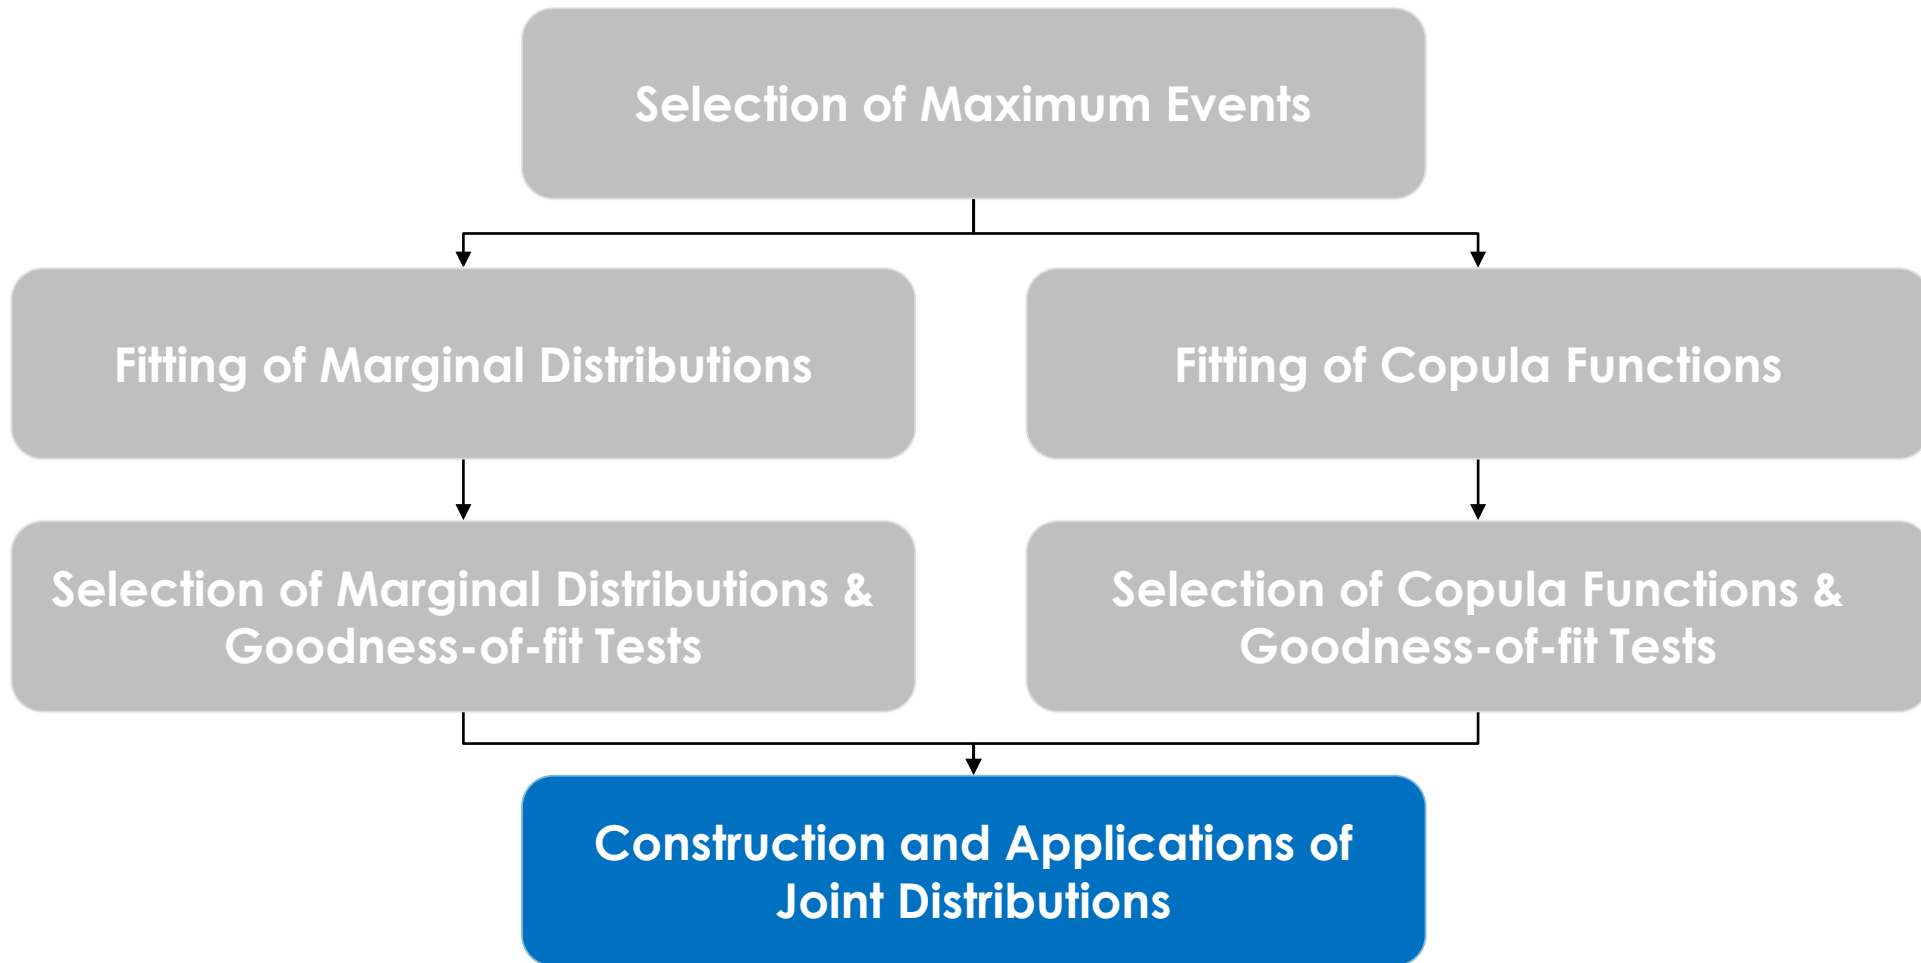 Selection of Maximum Events
Fitting of Marginal Distributions
Fitting of Copula Functions
Selection of Marginal Distributions &
Goodness-of-fit Tests
Selection of Copula Functions &
Goodness-of-fit Tests
Construction and Applications of
Joint Distributions